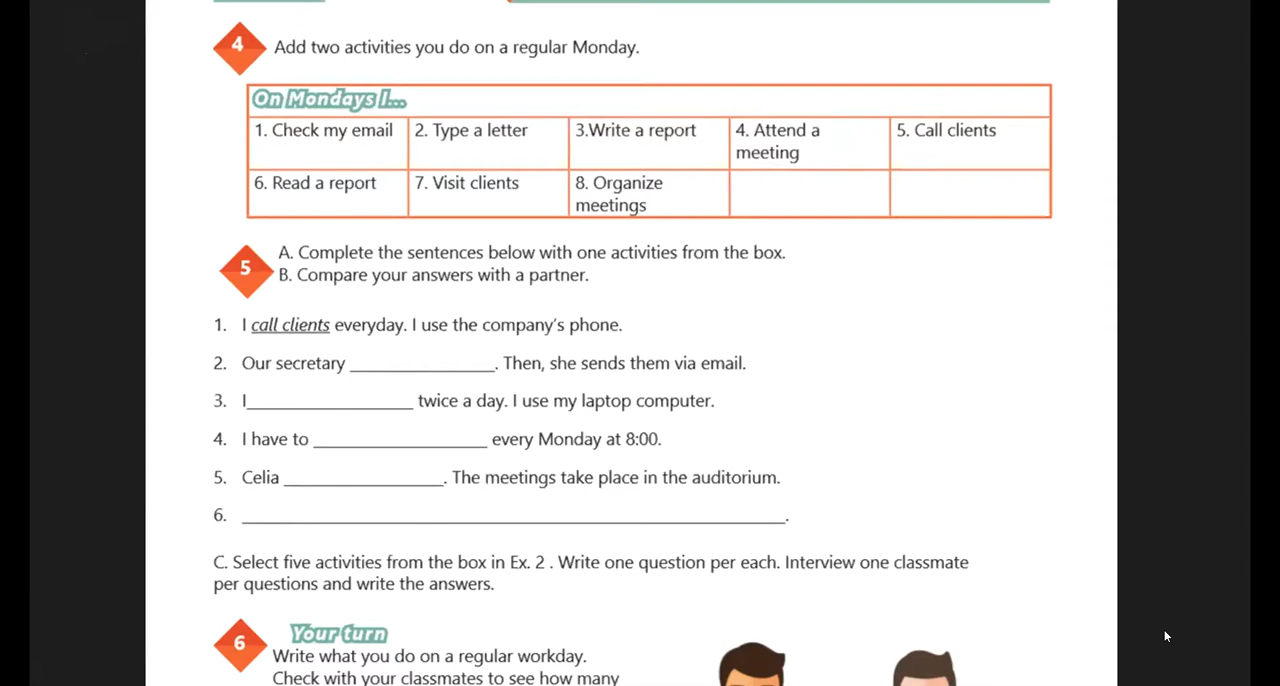 4 Add two activities you do on a regular Monday.
On Mondays I...
1. Check my email 2. Type a letter 3.Write a report 4. Attend a meeting 5. Call clients
6. Read a report 7. Visit clients 8. Organize meetings
5 A. Complete the sentences below with one activities from the box.
B. Compare your answers with a partner.
1. I call clients everyday. I use the company's phone.
2. Our secretary _______________. Then, she sends them via email.
3. I_________________ twice a day. I use my laptop computer.
4. I have to __________________ every Monday at 8:00.
5. Celia ________________. The meetings take place in the auditorium.
6. ________________________________________________________.
C. Select five activities from the box in Ex. 2 . Write one question per each. Interview one classmate
per questions and write the answers.
6 Your turn
Write what you do on a regular workday.
Check with your classmates to see how many